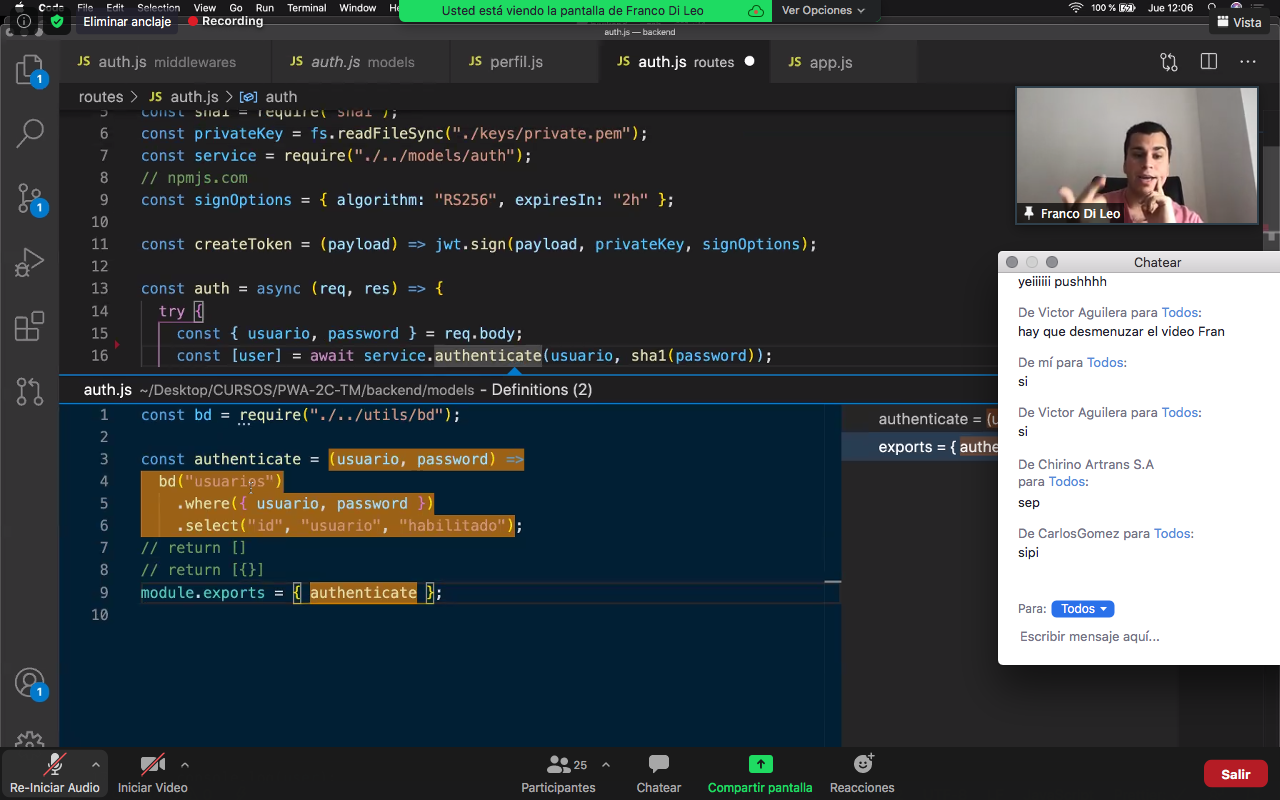 Code File Edit Selection View Go Run Terminal Window
Usted está viendo la pantalla de Franco Di Leo
Ver Opciones
100 %
Jue 12:06
Eliminar anclaje
Recording
Vista
auth.js — backend
JS auth.js middlewares
JS auth.js models
JS perfil.js
JS auth.js routes
JS app.js
routes > JS auth.js > auth
5 const sha1 = require("sha1");
6 const privateKey = fs.readFileSync("./keys/private.pem");
7 const service = require("./../models/auth");
8 // npmjs.com
9 const signOptions = { algorithm: "RS256", expiresIn: "2h" };
10
11 const createToken = (payload) => jwt.sign(payload, privateKey, signOptions);
12
13 const auth = async (req, res) => {
14 try {
15 const { usuario, password } = req.body;
16 const [user] = await service.authenticate(usuario, sha1(password));
auth.js ~/Desktop/CURSOS/PWA-2C-TM/backend/models - Definitions (2)
1 const bd = require("./../utils/bd");
2
3 const authenticate = (usuario, password) =>
4 bd("usuarios")
5 .where({ usuario, password })
6 .select("id", "usuario", "habilitado");
7 // return []
8 // return [{}]
9 module.exports = { authenticate };
10
authenticate = (u
exports = { authe
1
1
1
Franco Di Leo
Chatear
yeiiiiii pushhhh
De Victor Aguilera para Todos:
hay que desmenuzar el video Fran
De mí para Todos:
si
De Victor Aguilera para Todos:
si
De Chirino Artrans S.A
para Todos:
sep
De CarlosGomez para Todos:
sipi
Para: Todos
Escribir mensaje aquí...
Re-Iniciar Audio
Iniciar Video
25
Participantes
Chatear
Compartir pantalla
Reacciones
Salir